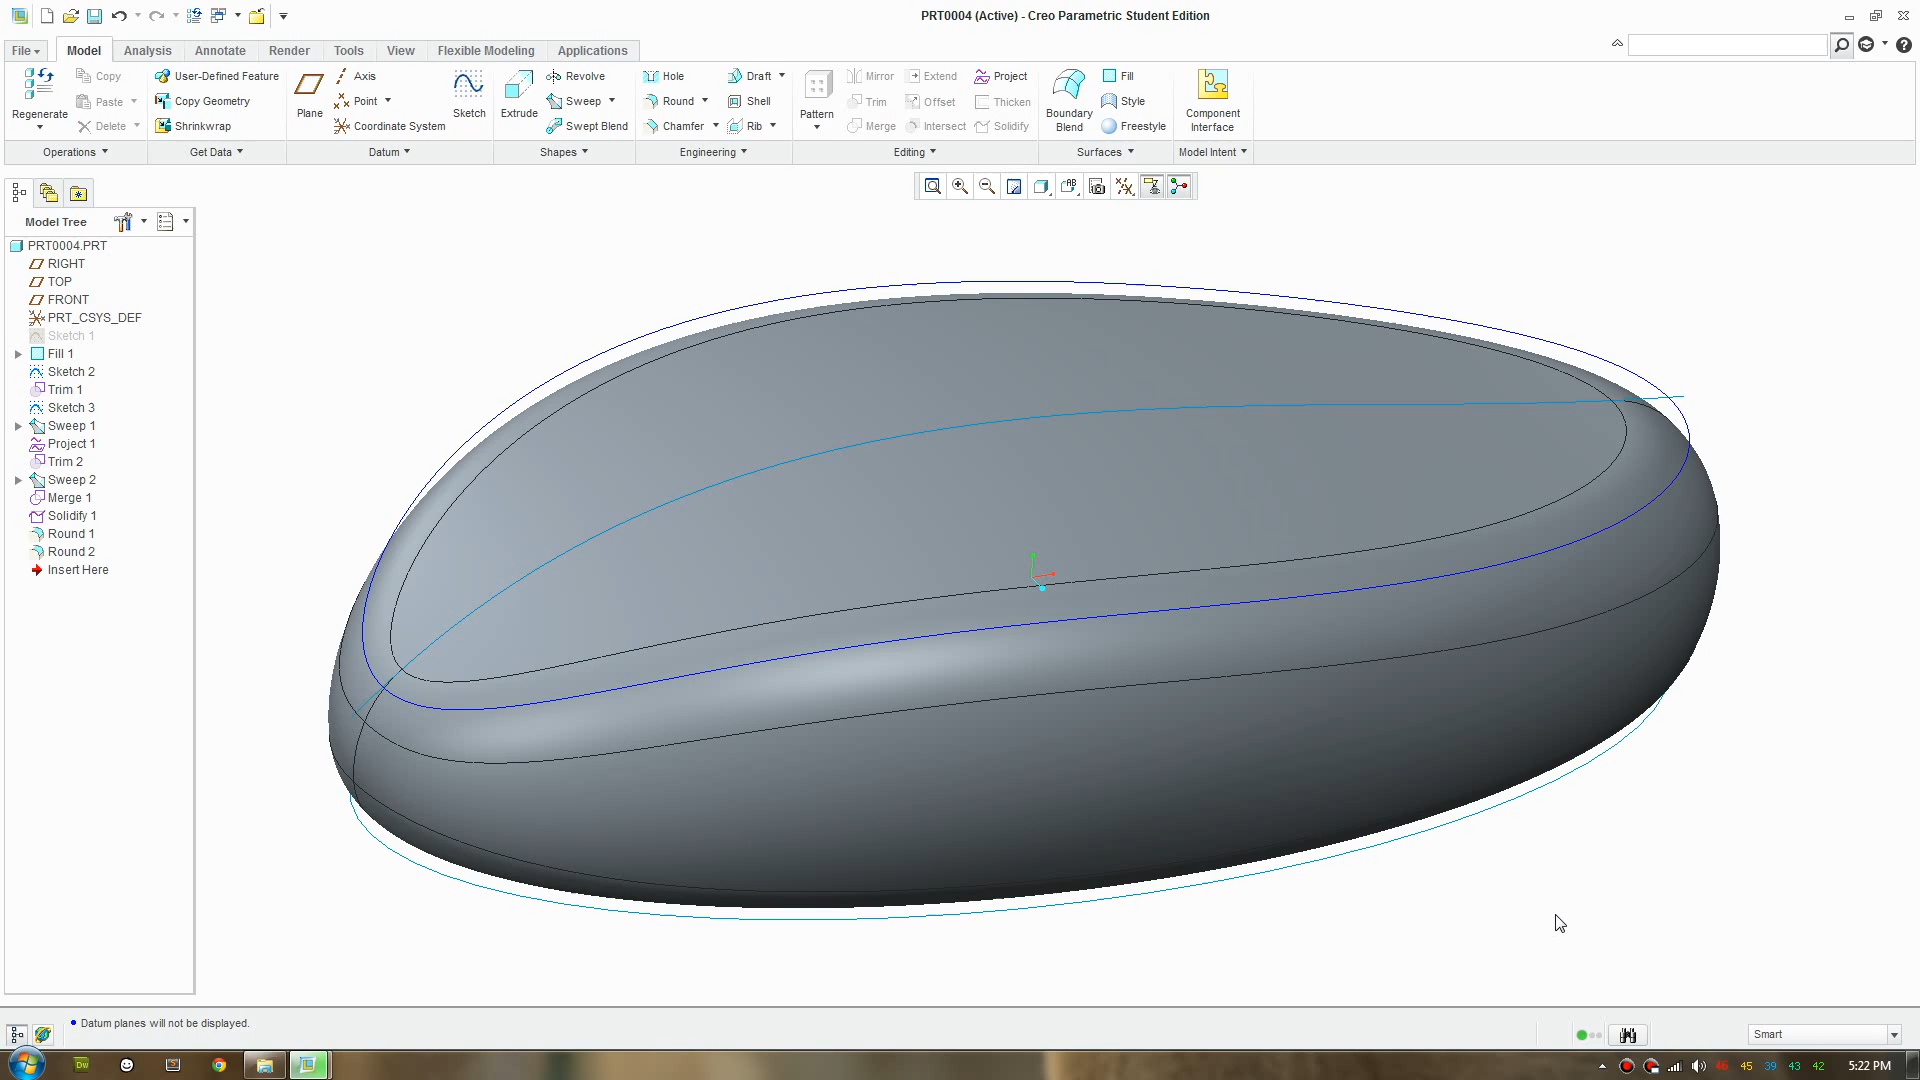 PRT0004 (Active) - Creo Parametric Student Edition
File Model Analysis Annotate Render Tools View Flexible Modeling Applications
Regenerate Copy Paste Delete
User-Defined Feature Copy Geometry Shrinkwrap
Plane Axis Point Coordinate System Sketch
Extrude Revolve Sweep Swept Blend
Hole Round Chamfer Draft Shell Rib
Pattern Mirror Trim Merge Extend Offset Intersect Project Thicken Solidify
Boundary Blend Fill Style Freestyle
Component Interface
Operations Get Data Datum Shapes Engineering Editing Surfaces Model Intent
Model Tree
PRT0004.PRT
RIGHT
TOP
FRONT
PRT_CSYS_DEF
Sketch 1
Fill 1
Sketch 2
Trim 1
Sketch 3
Sweep 1
Project 1
Trim 2
Sweep 2
Merge 1
Solidify 1
Round 1
Round 2
Insert Here
Datum planes will not be displayed.
Smart
Dw
46 45 39 43 42 5:22 PM